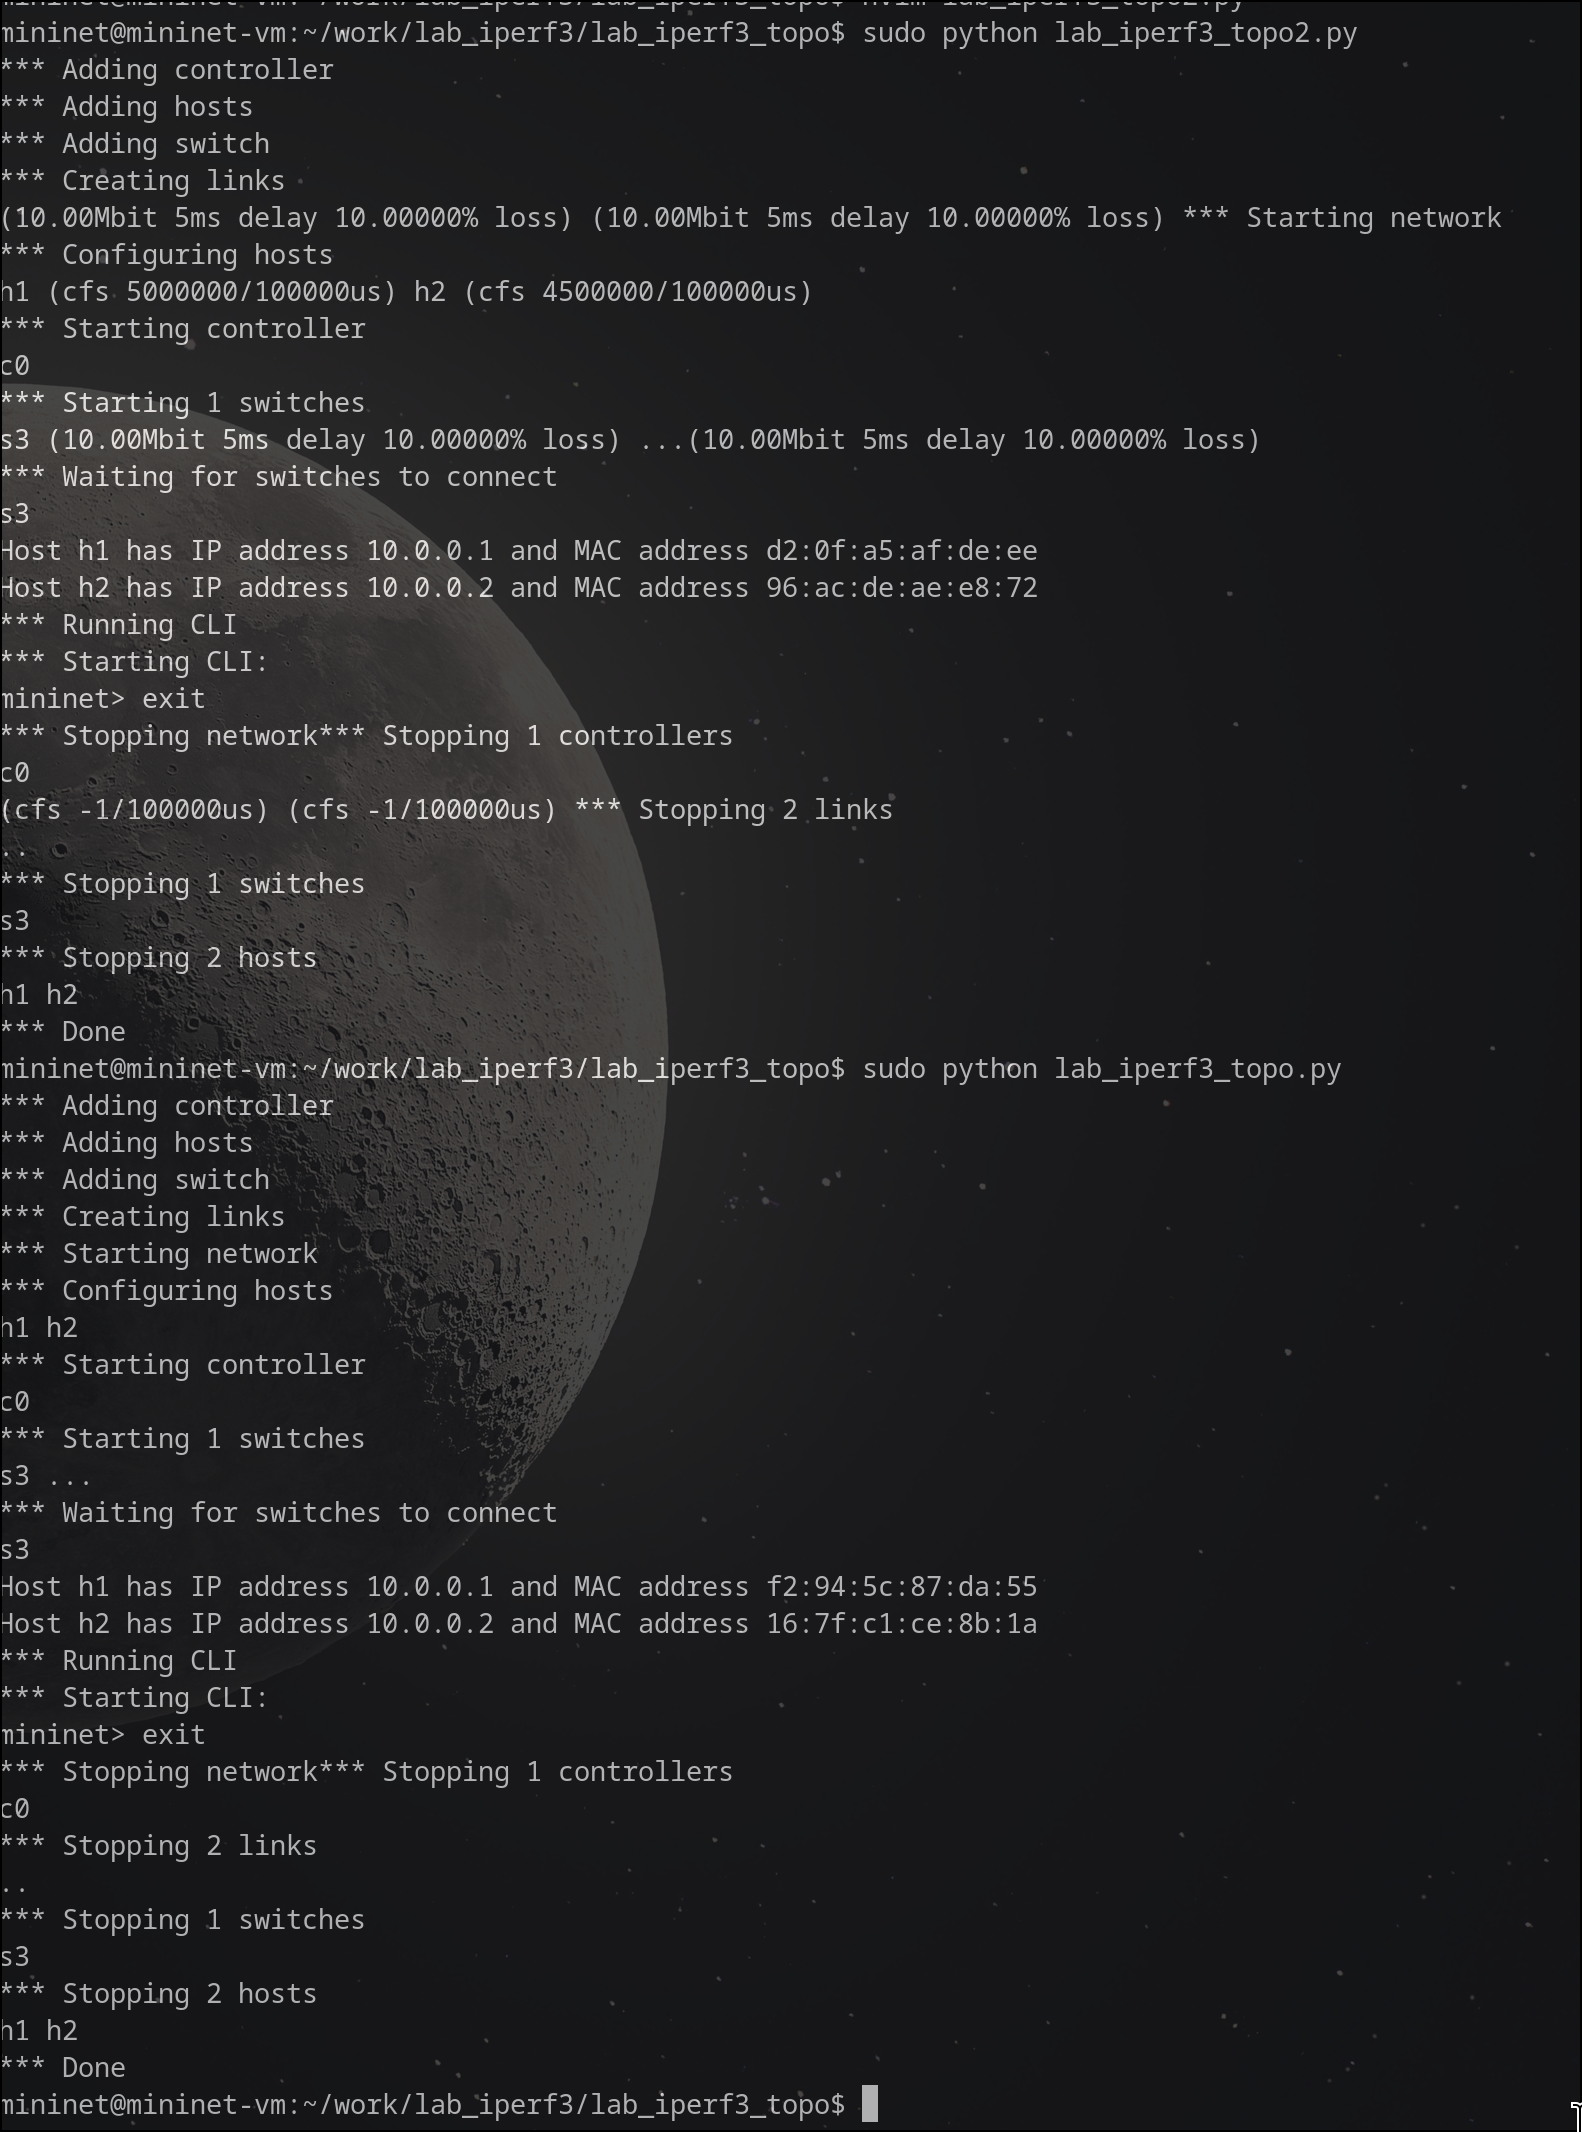 mininet@mininet-vm:~/work/lab_iperf3/lab_iperf3_topo$ nvim lab_iperf3_topo2.py
mininet@mininet-vm:~/work/lab_iperf3/lab_iperf3_topo$ sudo python lab_iperf3_topo2.py
*** Adding controller
*** Adding hosts
*** Adding switch
*** Creating links
(10.00Mbit 5ms delay 10.00000% loss) (10.00Mbit 5ms delay 10.00000% loss) *** Starting network
*** Configuring hosts
h1 (cfs 5000000/100000us) h2 (cfs 4500000/100000us)
*** Starting controller
c0
*** Starting 1 switches
s3 (10.00Mbit 5ms delay 10.00000% loss) ...(10.00Mbit 5ms delay 10.00000% loss)
*** Waiting for switches to connect
s3
Host h1 has IP address 10.0.0.1 and MAC address d2:0f:a5:af:de:ee
Host h2 has IP address 10.0.0.2 and MAC address 96:ac:de:ae:e8:72
*** Running CLI
*** Starting CLI:
mininet> exit
*** Stopping network*** Stopping 1 controllers
c0
(cfs -1/100000us) (cfs -1/100000us) *** Stopping 2 links
..
*** Stopping 1 switches
s3
*** Stopping 2 hosts
h1 h2
*** Done
mininet@mininet-vm:~/work/lab_iperf3/lab_iperf3_topo$ sudo python lab_iperf3_topo.py
*** Adding controller
*** Adding hosts
*** Adding switch
*** Creating links
*** Starting network
*** Configuring hosts
h1 h2
*** Starting controller
c0
*** Starting 1 switches
s3 ...
*** Waiting for switches to connect
s3
Host h1 has IP address 10.0.0.1 and MAC address f2:94:5c:87:da:55
Host h2 has IP address 10.0.0.2 and MAC address 16:7f:c1:ce:8b:1a
*** Running CLI
*** Starting CLI:
mininet> exit
*** Stopping network*** Stopping 1 controllers
c0
*** Stopping 2 links
..
*** Stopping 1 switches
s3
*** Stopping 2 hosts
h1 h2
*** Done
mininet@mininet-vm:~/work/lab_iperf3/lab_iperf3_topo$